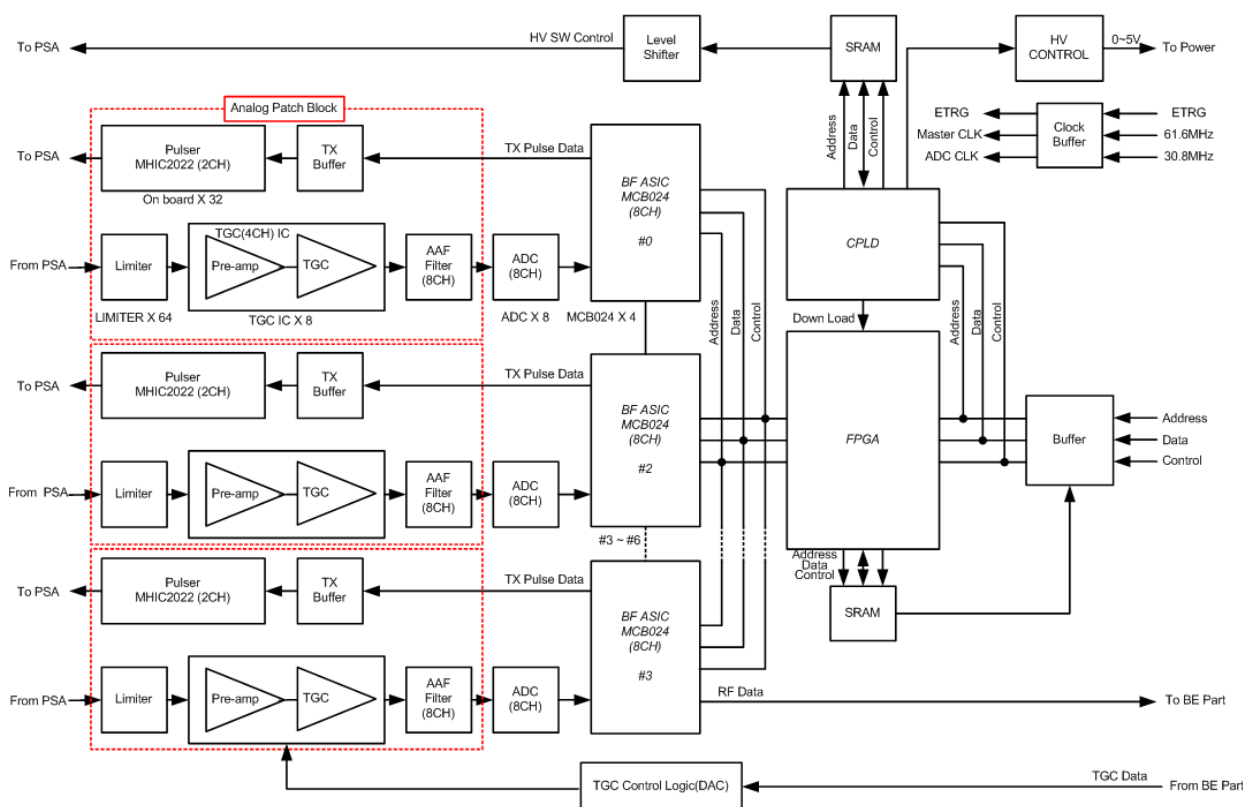 To PSA
HV SW Control
Level
Shifter
SRAM
HV
CONTROL
0~5V
To Power
Analog Patch Block
To PSA
Pulser
MHIC2022 (2CH)
TX
Buffer
TX Pulse Data
On board X 32
BF ASIC
MCB024
(8CH)
#0
Address
Data
Control
ETRG
Master CLK
ADC CLK
Clock
Buffer
ETRG
61.6MHz
30.8MHz
From PSA
Limiter
TGC(4CH) IC
Pre-amp
TGC
AAF
Filter
(8CH)
ADC
(8CH)
LIMITER X 64
TGC IC X 8
ADC X 8
MCB024 X 4
CPLD
Down Load
Address
Data
Control
Address
Data
Control
To PSA
Pulser
MHIC2022 (2CH)
TX
Buffer
TX Pulse Data
BF ASIC
MCB024
(8CH)
#2
FPGA
Buffer
Address
Data
Control
From PSA
Limiter
Pre-amp
TGC
AAF
Filter
(8CH)
ADC
(8CH)
#3 ~ #6
Address
Data
Control
SRAM
To PSA
Pulser
MHIC2022 (2CH)
TX
Buffer
TX Pulse Data
BF ASIC
MCB024
(8CH)
#3
From PSA
Limiter
Pre-amp
TGC
AAF
Filter
(8CH)
ADC
(8CH)
RF Data
To BE Part
TGC Control Logic(DAC)
TGC Data
From BE Part